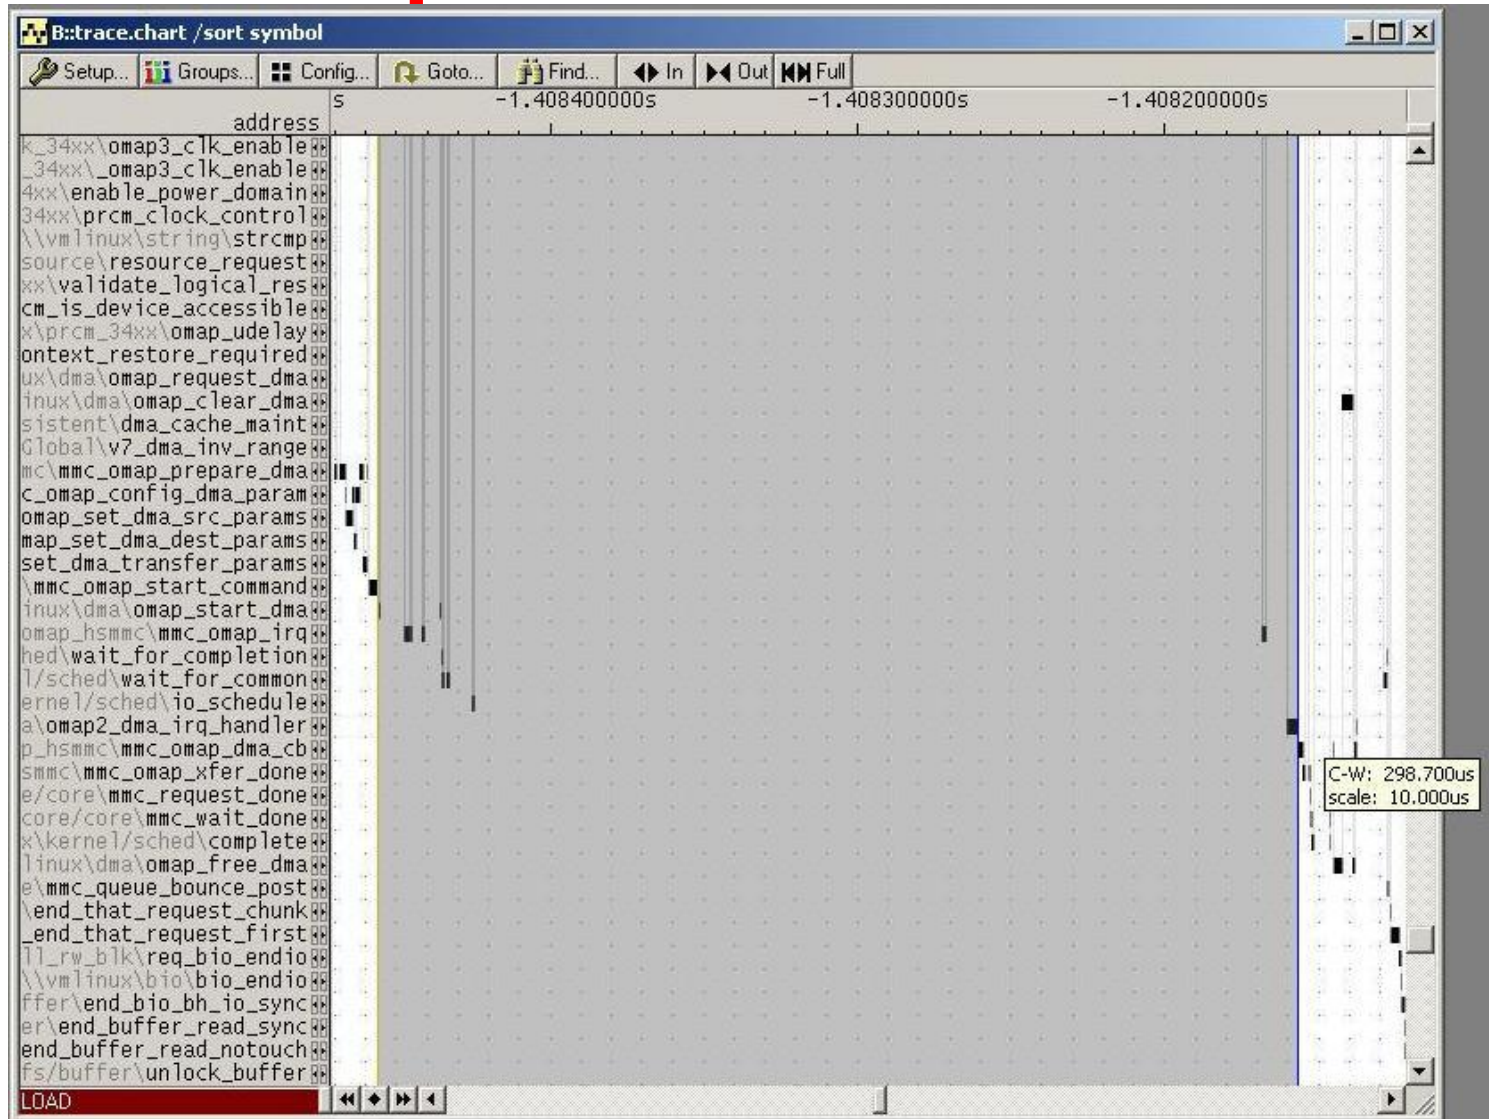 B::trace.chart /sort symbol
Setup... Groups... Config... Goto... Find... In Out Full
s -1.408400000s -1.408300000s -1.408200000s
address
k_34xx\omap3_clk_enable
_34xx\_omap3_clk_enable
4xx\enable_power_domain
34xx\prcm_clock_control
\\vmlinux\string\strcmp
source\resource_request
xx\validate_logical_res
cm_is_device_accessible
x\prcm_34xx\omap_udelay
ontext_restore_required
ux\dma\omap_request_dma
inux\dma\omap_clear_dma
sistent\dma_cache_maint
Global\v7_dma_inv_range
mc\mmc_omap_prepare_dma
c_omap_config_dma_param
omap_set_dma_src_params
map_set_dma_dest_params
set_dma_transfer_params
\mmc_omap_start_command
inux\dma\omap_start_dma
omap_hsmmc\mmc_omap_irq
hed\wait_for_completion
l/sched\wait_for_common
ernel/sched\io_schedule
a\omap2_dma_irq_handler
p_hsmmc\mmc_omap_dma_cb
smmc\mmc_omap_xfer_done
C-W: 298.700us
e/core\mmc_request_done
scale: 10.000us
core/core\mmc_wait_done
x\kernel/sched\complete
linux\dma\omap_free_dma
e\mmc_queue_bounce_post
\end_that_request_chunk
_end_that_request_first
ll_rw_blk\req_bio_endio
\\vmlinux\bio\bio_endio
ffer\end_bio_bh_io_sync
er\end_buffer_read_sync
end_buffer_read_notouch
fs/buffer\unlock_buffer
LOAD